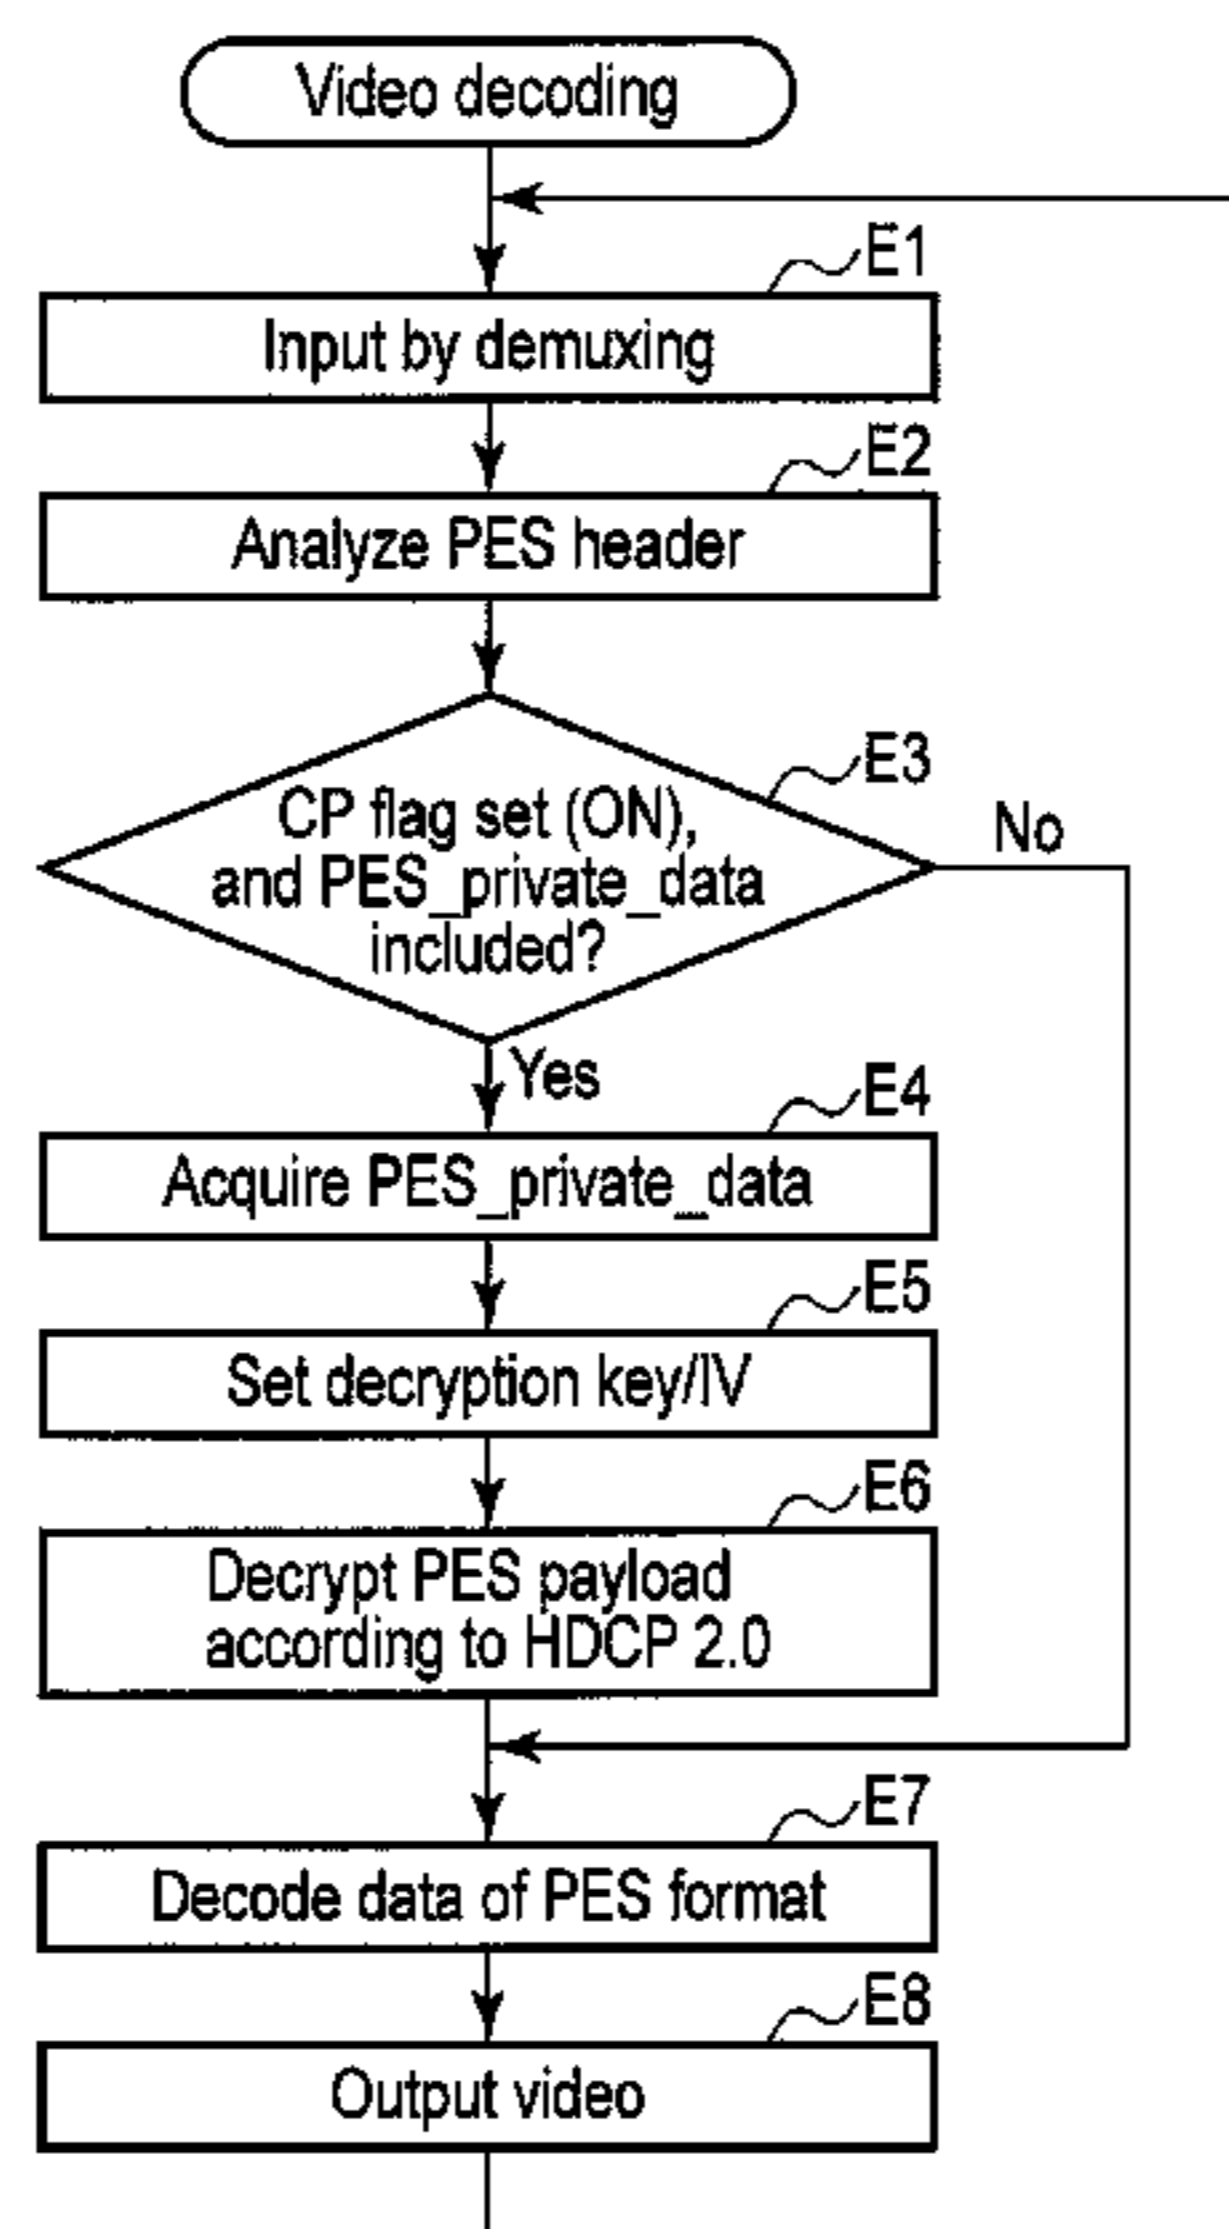 Video decoding
E1
Input by demuxing
E2
Analyze PES header
E3
CP flag set (ON),
and PES_private_data
included?
No
Yes
E4
Acquire PES_private_data
E5
Set decryption key/IV
E6
Decrypt PES payload
according to HDCP 2.0
E7
Decode data of PES format
E8
Output video